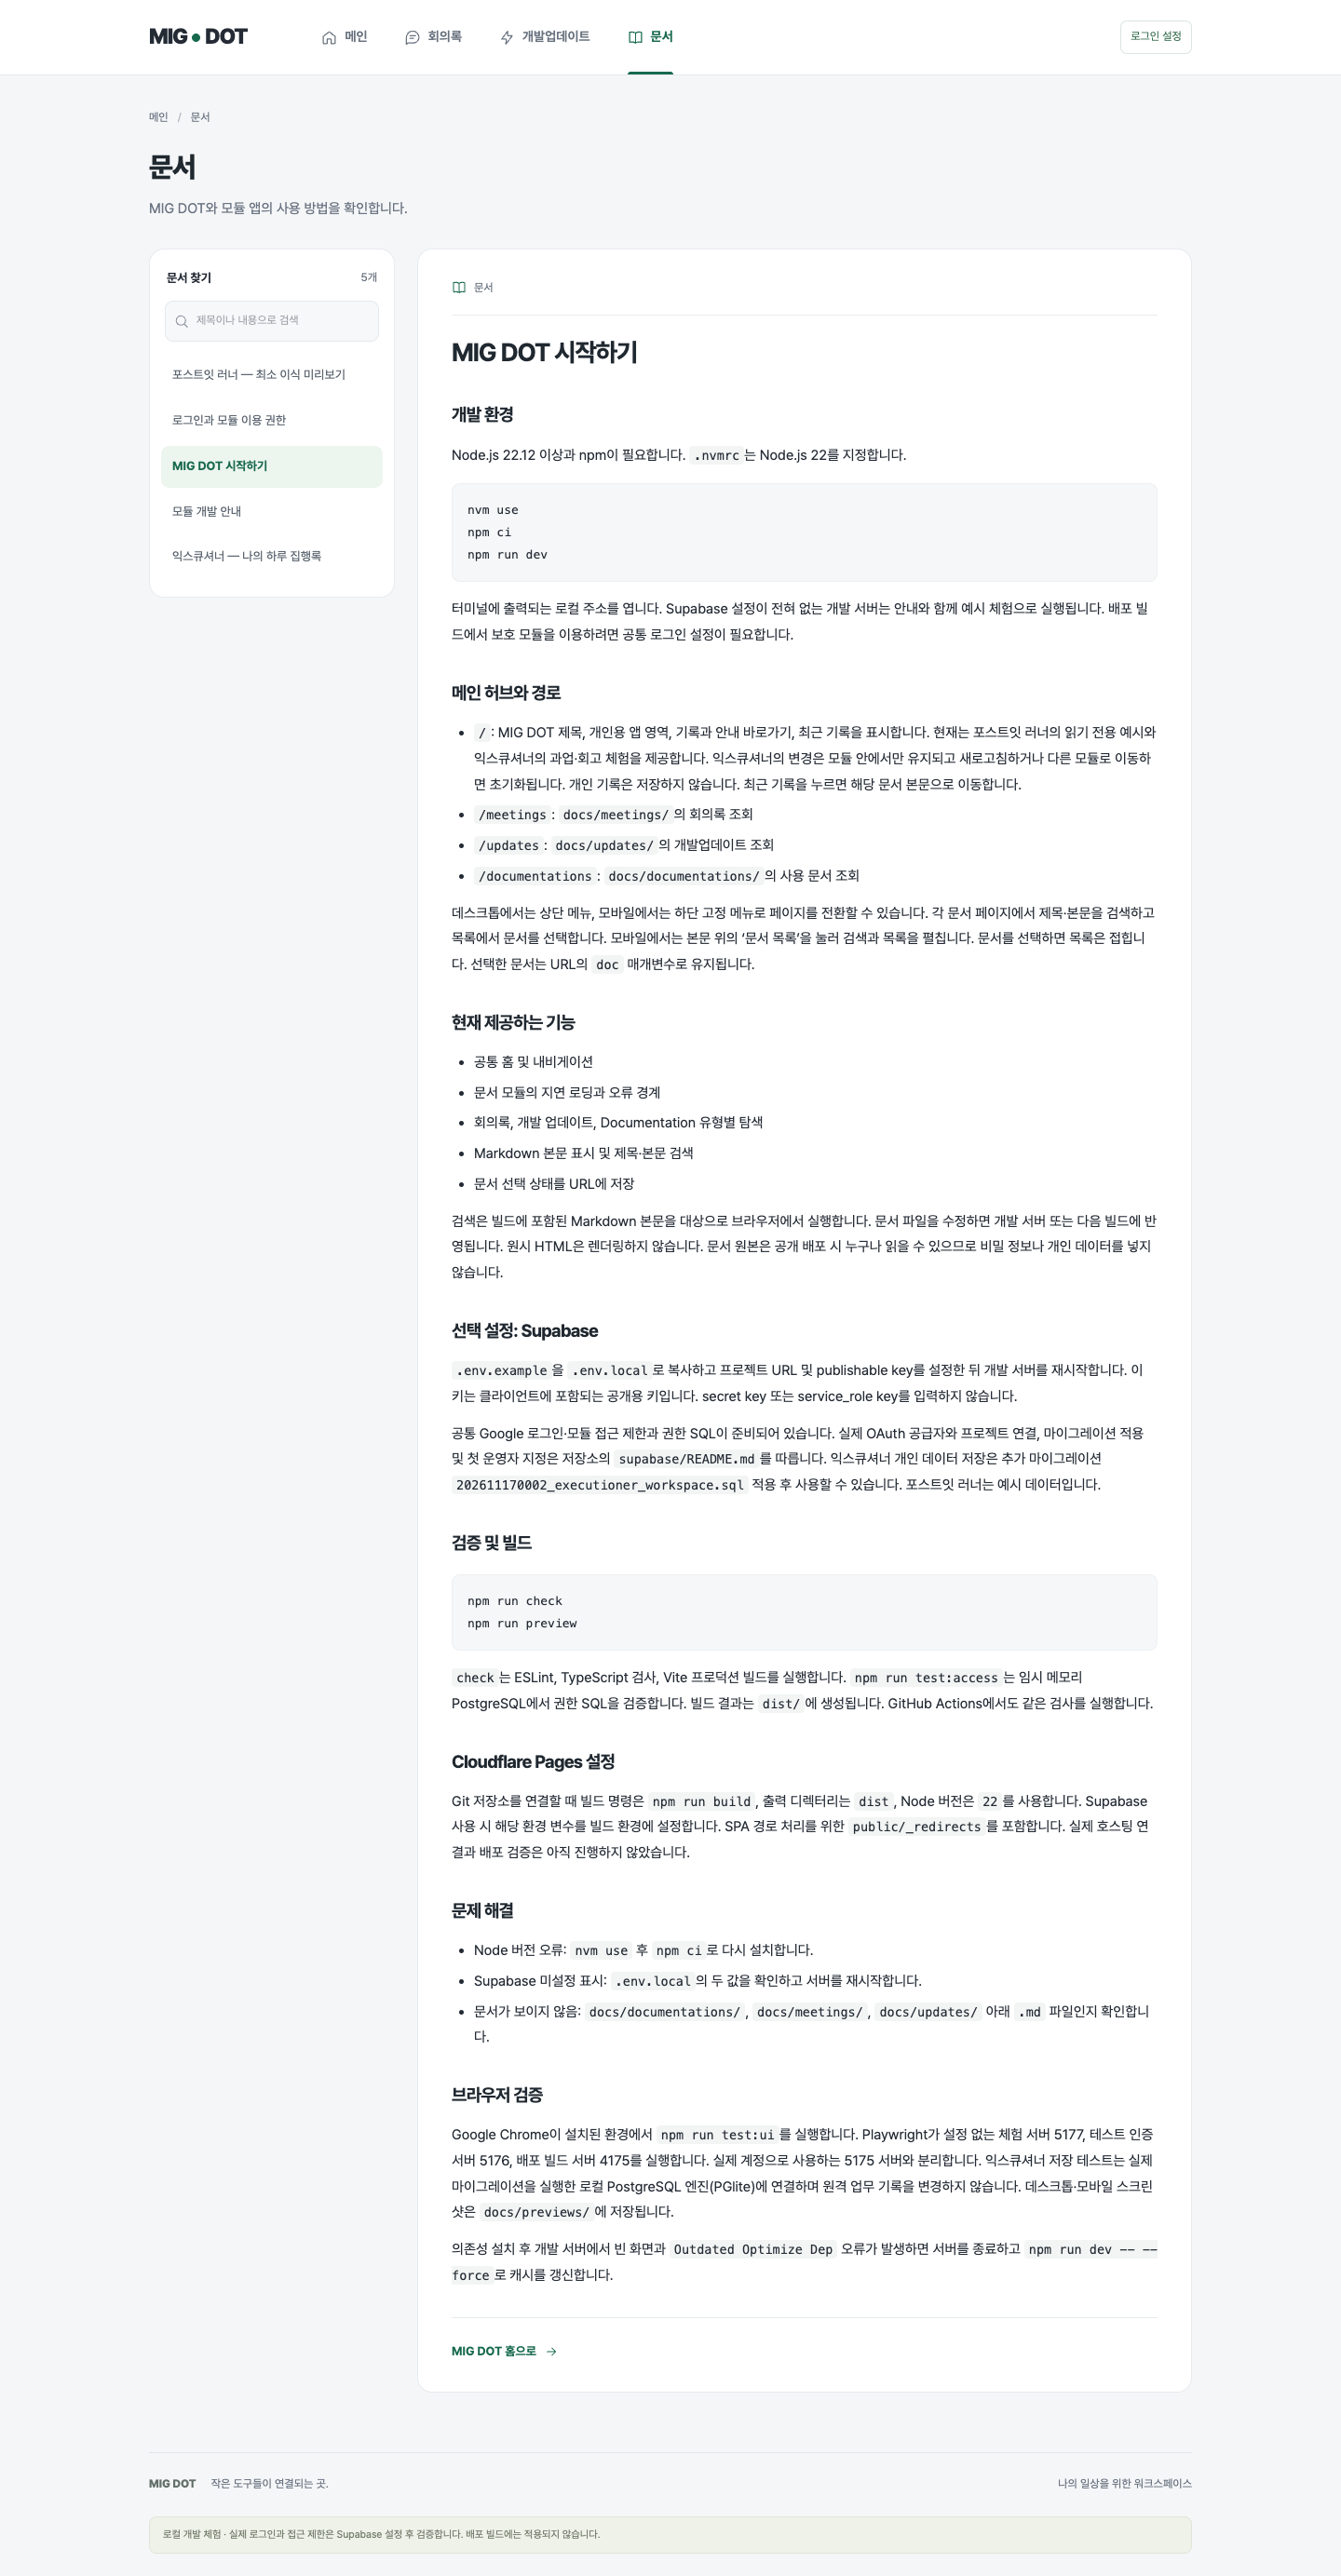 MIG DOT
메인
회의록
개발업데이트
문서
로그인 설정
메인 / 문서
문서
MIG DOT와 모듈 앱의 사용 방법을 확인합니다.
문서 찾기
5개
제목이나 내용으로 검색
포스트잇 러너 — 최소 이식 미리보기
로그인과 모듈 이용 권한
MIG DOT 시작하기
모듈 개발 안내
익스큐셔너 — 나의 하루 집행록
문서
MIG DOT 시작하기
개발 환경
Node.js 22.12 이상과 npm이 필요합니다. .nvmrc 는 Node.js 22를 지정합니다.
nvm use
npm ci
npm run dev
터미널에 출력되는 로컬 주소를 엽니다. Supabase 설정이 전혀 없는 개발 서버는 안내와 함께 예시 체험으로 실행됩니다. 배포 빌
드에서 보호 모듈을 이용하려면 공통 로그인 설정이 필요합니다.
메인 허브와 경로
• / : MIG DOT 제목, 개인용 앱 영역, 기록과 안내 바로가기, 최근 기록을 표시합니다. 현재는 포스트잇 러너의 읽기 전용 예시와
익스큐셔너의 과업·회고 체험을 제공합니다. 익스큐셔너의 변경은 모듈 안에서만 유지되고 새로고침하거나 다른 모듈로 이동하
면 초기화됩니다. 개인 기록은 저장하지 않습니다. 최근 기록을 누르면 해당 문서 본문으로 이동합니다.
• /meetings : docs/meetings/ 의 회의록 조회
• /updates : docs/updates/ 의 개발업데이트 조회
• /documentations : docs/documentations/ 의 사용 문서 조회
데스크톱에서는 상단 메뉴, 모바일에서는 하단 고정 메뉴로 페이지를 전환할 수 있습니다. 각 문서 페이지에서 제목·본문을 검색하고
목록에서 문서를 선택합니다. 모바일에서는 본문 위의 ‘문서 목록’을 눌러 검색과 목록을 펼칩니다. 문서를 선택하면 목록은 접힙니
다. 선택한 문서는 URL의 doc 매개변수로 유지됩니다.
현재 제공하는 기능
• 공통 홈 및 내비게이션
• 문서 모듈의 지연 로딩과 오류 경계
• 회의록, 개발 업데이트, Documentation 유형별 탐색
• Markdown 본문 표시 및 제목·본문 검색
• 문서 선택 상태를 URL에 저장
검색은 빌드에 포함된 Markdown 본문을 대상으로 브라우저에서 실행합니다. 문서 파일을 수정하면 개발 서버 또는 다음 빌드에 반
영됩니다. 원시 HTML은 렌더링하지 않습니다. 문서 원본은 공개 배포 시 누구나 읽을 수 있으므로 비밀 정보나 개인 데이터를 넣지
않습니다.
선택 설정: Supabase
.env.example 을 .env.local 로 복사하고 프로젝트 URL 및 publishable key를 설정한 뒤 개발 서버를 재시작합니다. 이
키는 클라이언트에 포함되는 공개용 키입니다. secret key 또는 service_role key를 입력하지 않습니다.
공통 Google 로그인·모듈 접근 제한과 권한 SQL이 준비되어 있습니다. 실제 OAuth 공급자와 프로젝트 연결, 마이그레이션 적용
및 첫 운영자 지정은 저장소의 supabase/README.md 를 따릅니다. 익스큐셔너 개인 데이터 저장은 추가 마이그레이션
202611170002_executioner_workspace.sql 적용 후 사용할 수 있습니다. 포스트잇 러너는 예시 데이터입니다.
검증 및 빌드
npm run check
npm run preview
check 는 ESLint, TypeScript 검사, Vite 프로덕션 빌드를 실행합니다. npm run test:access 는 임시 메모리
PostgreSQL에서 권한 SQL을 검증합니다. 빌드 결과는 dist/ 에 생성됩니다. GitHub Actions에서도 같은 검사를 실행합니다.
Cloudflare Pages 설정
Git 저장소를 연결할 때 빌드 명령은 npm run build , 출력 디렉터리는 dist , Node 버전은 22 를 사용합니다. Supabase
사용 시 해당 환경 변수를 빌드 환경에 설정합니다. SPA 경로 처리를 위한 public/_redirects 를 포함합니다. 실제 호스팅 연
결과 배포 검증은 아직 진행하지 않았습니다.
문제 해결
• Node 버전 오류: nvm use 후 npm ci 로 다시 설치합니다.
• Supabase 미설정 표시: .env.local 의 두 값을 확인하고 서버를 재시작합니다.
• 문서가 보이지 않음: docs/documentations/ , docs/meetings/ , docs/updates/ 아래 .md 파일인지 확인합니
다.
브라우저 검증
Google Chrome이 설치된 환경에서 npm run test:ui 를 실행합니다. Playwright가 설정 없는 체험 서버 5177, 테스트 인증
서버 5176, 배포 빌드 서버 4175를 실행합니다. 실제 계정으로 사용하는 5175 서버와 분리합니다. 익스큐셔너 저장 테스트는 실제
마이그레이션을 실행한 로컬 PostgreSQL 엔진(PGlite)에 연결하며 원격 업무 기록을 변경하지 않습니다. 데스크톱·모바일 스크린
샷은 docs/previews/ 에 저장됩니다.
의존성 설치 후 개발 서버에서 빈 화면과 Outdated Optimize Dep 오류가 발생하면 서버를 종료하고 npm run dev -- --
force 로 캐시를 갱신합니다.
MIG DOT 홈으로 →
MIG DOT 작은 도구들이 연결되는 곳.
나의 일상을 위한 워크스페이스
로컬 개발 체험 · 실제 로그인과 접근 제한은 Supabase 설정 후 검증합니다. 배포 빌드에는 적용되지 않습니다.